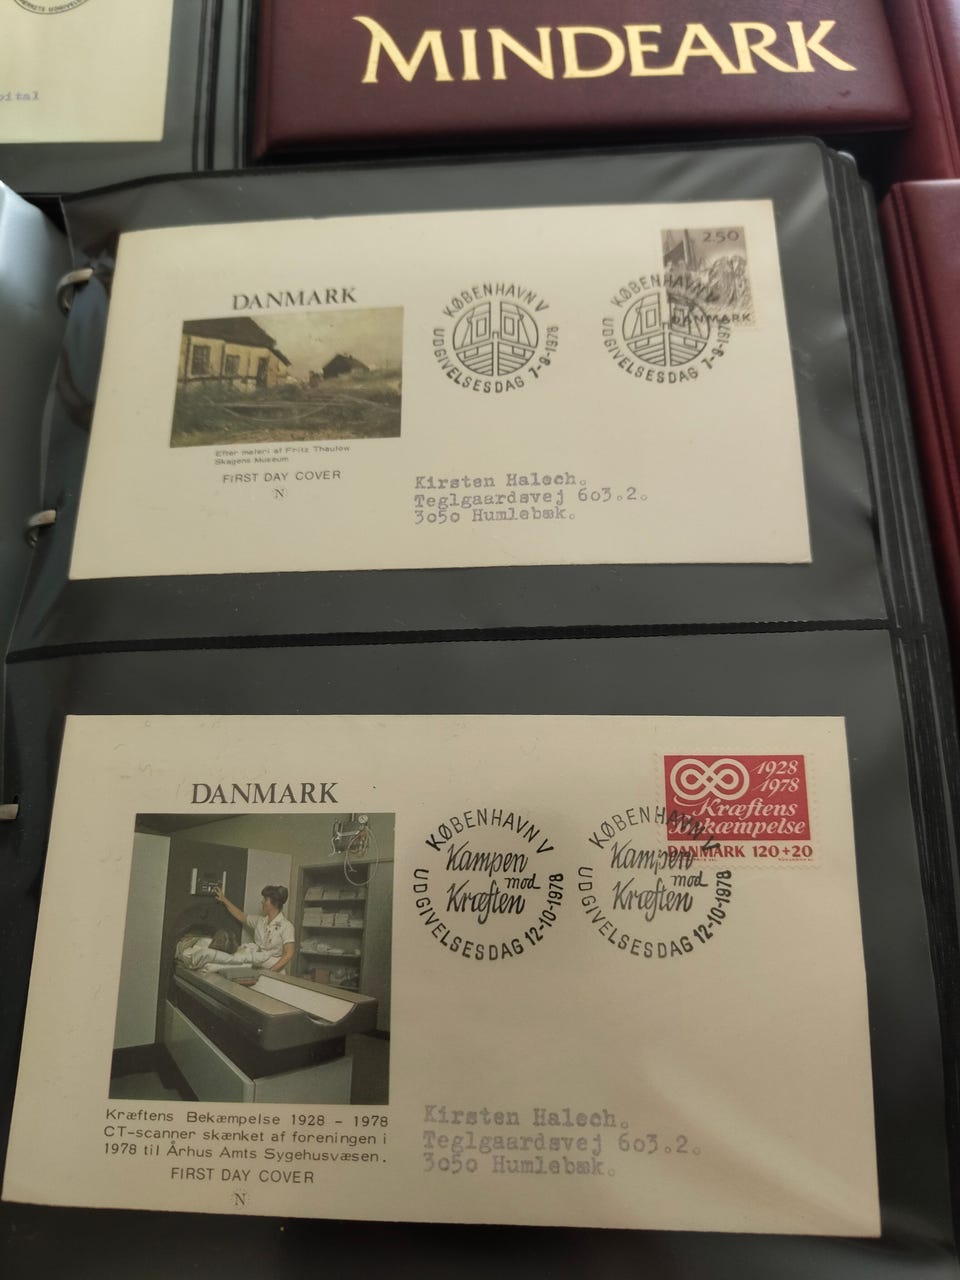 MINDEARK
DANMARK
2.50
DANMARK
KØBENHAVN V
UDGIVELSESDAG 7-9-1978
KØBENHAVN V
UDGIVELSESDAG 7-9-1978
Efter maleri af Fritz Thaulow
Skagens Museum
FIRST DAY COVER
N
Kirsten Halsch.
Teglgaardsvej 603.2.
3050 Humlebæk.
DANMARK
1928
1978
Kræftens
Bekæmpelse
DANMARK 120+20
KØBENHAVN V
Kampen
mod
Kræften
UDGIVELSESDAG 12-10-1978
KØBENHAVN V
Kampen
mod
Kræften
UDGIVELSESDAG 12-10-1978
Kræftens Bekæmpelse 1928 - 1978
CT-scanner skænket af foreningen i
1978 til Århus Amts Sygehusvæsen.
FIRST DAY COVER
N
Kirsten Halsch.
Teglgaardsvej 603.2.
3050 Humlebæk.